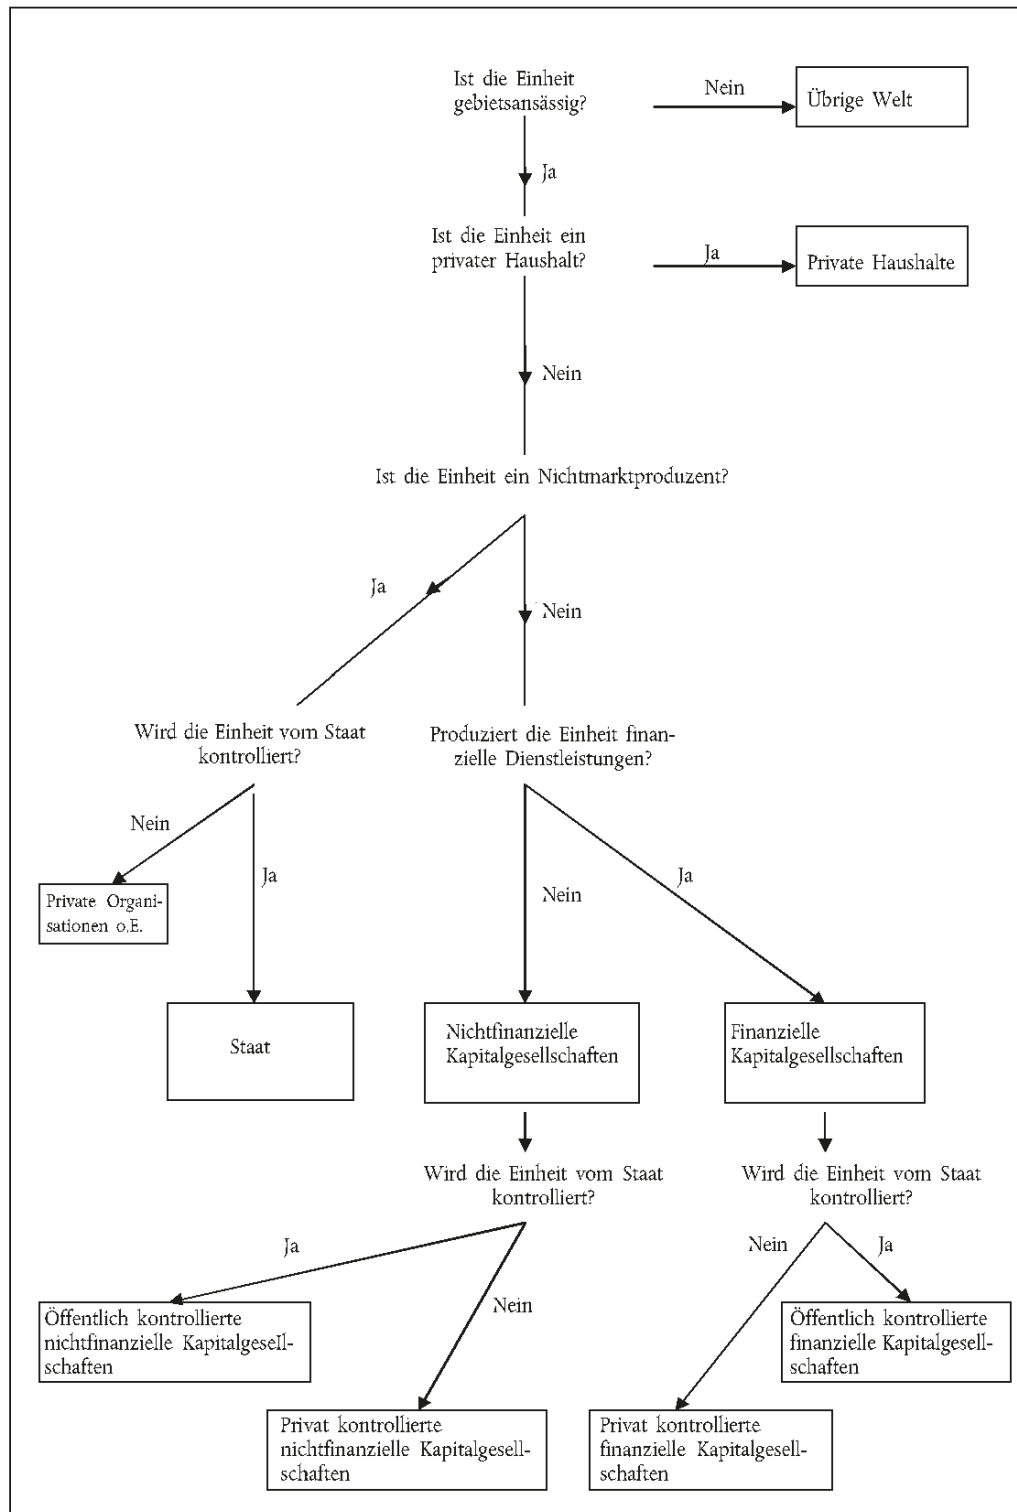 Ist die Einheit
gebietsansässig?
Nein
Übrige Welt
Ja
Ist die Einheit ein
privater Haushalt?
Ja
Private Haushalte
Nein
Ist die Einheit ein Nichtmarktproduzent?
Ja
Nein
Wird die Einheit vom Staat
kontrolliert?
Produziert die Einheit finan-
zielle Dienstleistungen?
Nein
Ja
Nein
Ja
Private Organi-
sationen o.E.
Staat
Nichtfinanzielle
Kapitalgesellschaften
Finanzielle
Kapitalgesellschaften
Wird die Einheit vom Staat
kontrolliert?
Wird die Einheit vom Staat
kontrolliert?
Ja
Nein
Nein
Ja
Öffentlich kontrollierte
nichtfinanzielle Kapitalgesell-
schaften
Öffentlich kontrollierte
finanzielle Kapitalgesell-
schaften
Privat kontrollierte
nichtfinanzielle Kapitalgesell-
schaften
Privat kontrollierte
finanzielle Kapitalgesell-
schaften